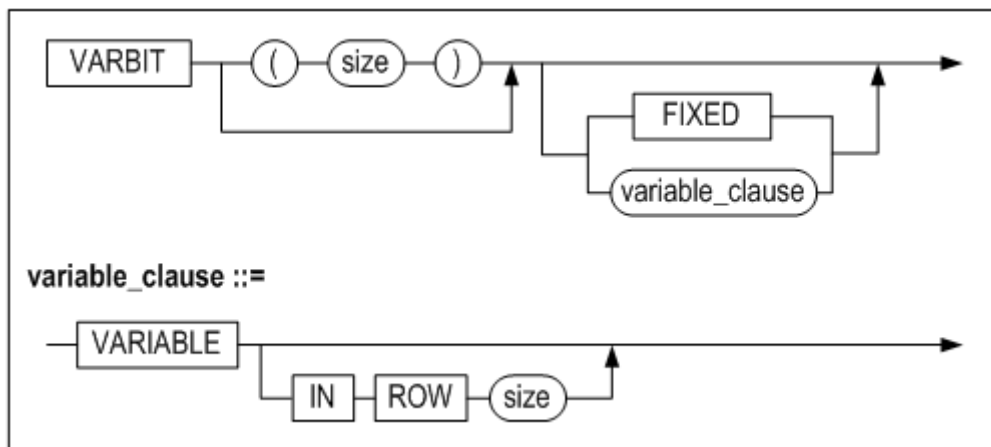 VARBIT ( size )
FIXED
variable_clause
variable_clause ::=
VARIABLE
IN ROW size